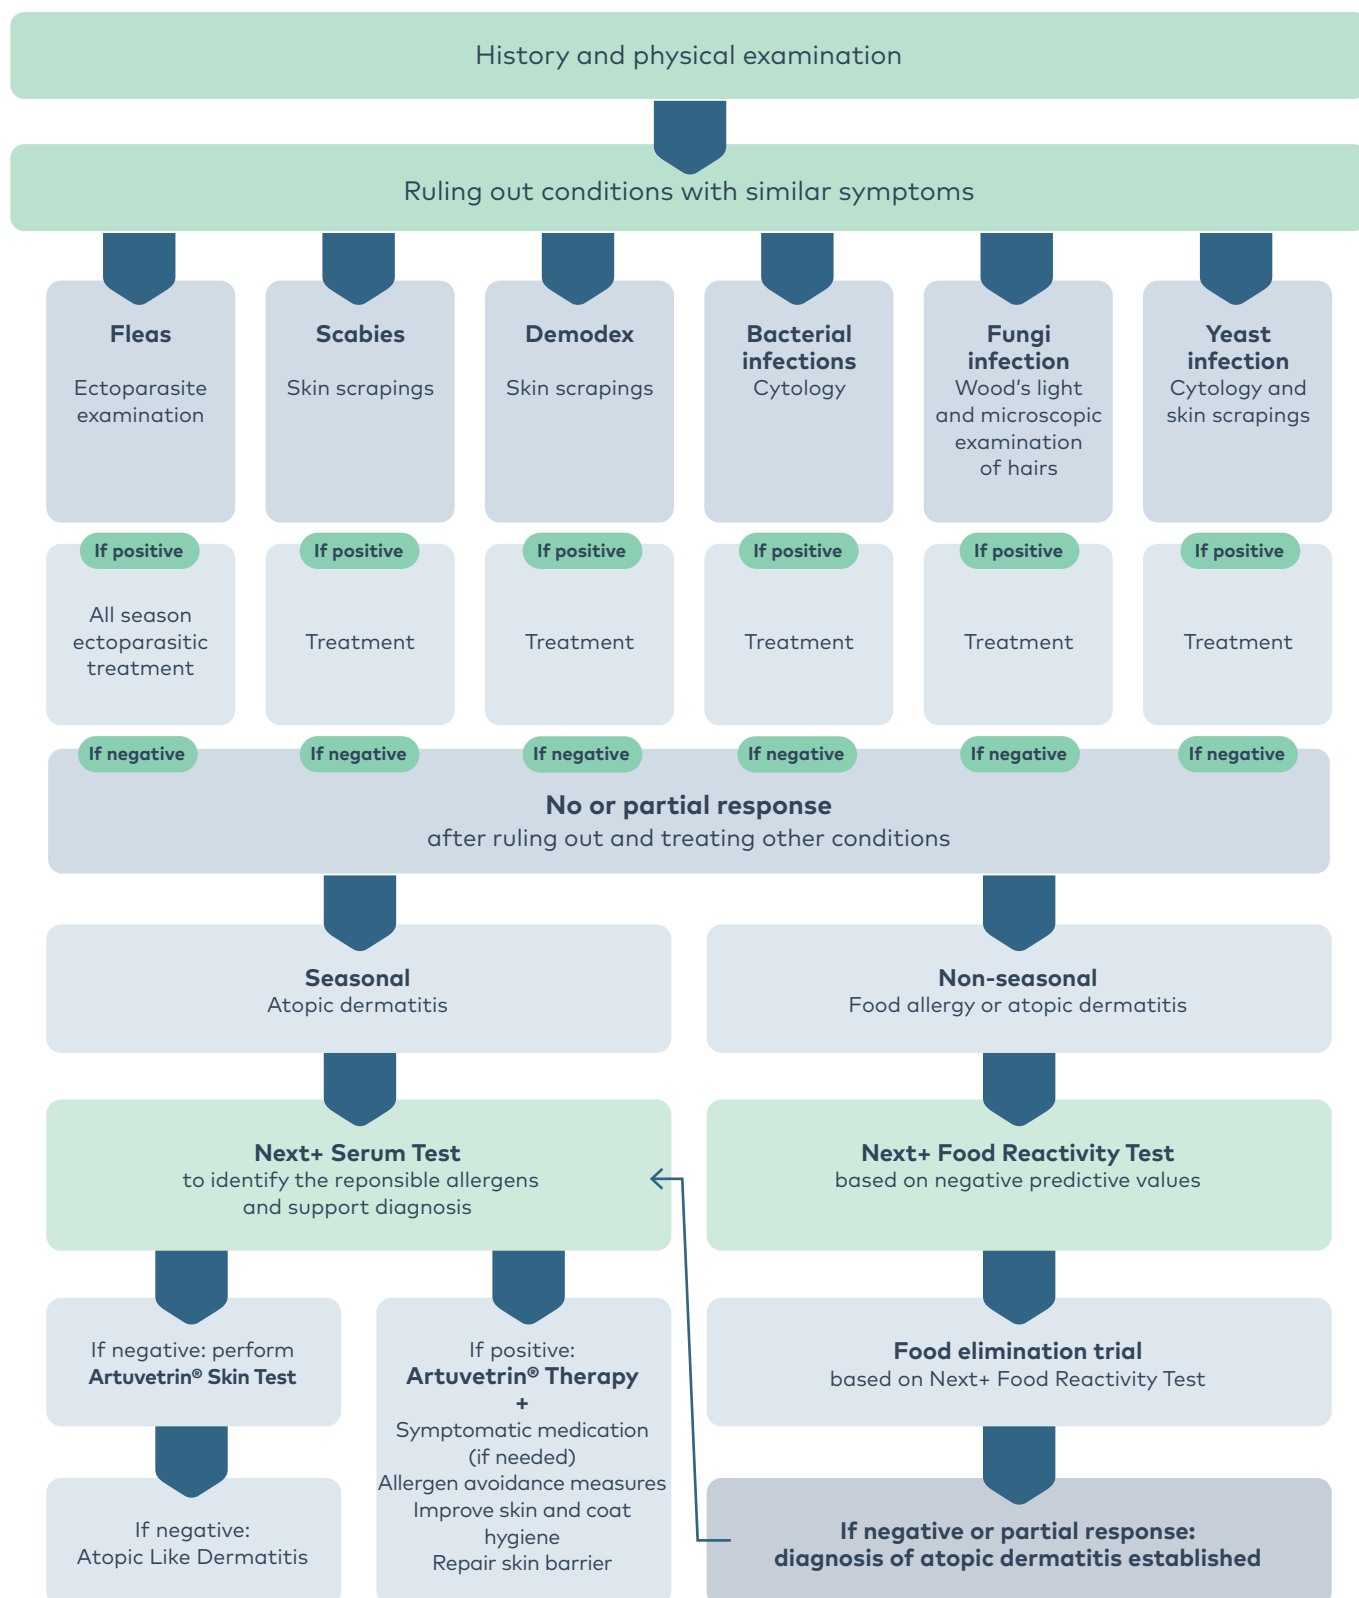 History and physical examination
Ruling out conditions with similar symptoms
Fleas
Ectoparasite
examination
Scabies
Skin scrapings
Demodex
Skin scrapings
Bacterial
infections
Cytology
Fungi
infection
Wood's light
and microscopic
examination
of hairs
Yeast
infection
Cytology and
skin scrapings
If positive
If positive
If positive
If positive
If positive
If positive
All season
ectoparasitic
treatment
Treatment
Treatment
Treatment
Treatment
Treatment
If negative
If negative
If negative
If negative
If negative
If negative
No or partial response
after ruling out and treating other conditions
Seasonal
Atopic dermatitis
Non-seasonal
Food allergy or atopic dermatitis
Next+ Serum Test
to identify the reponsible allergens
and support diagnosis
Next+ Food Reactivity Test
based on negative predictive values
If negative: perform
Artuvetrin® Skin Test
If positive:
Artuvetrin® Therapy
+
Symptomatic medication
(if needed)
Allergen avoidance measures
Improve skin and coat
hygiene
Repair skin barrier
Food elimination trial
based on Next+ Food Reactivity Test
If negative:
Atopic Like Dermatitis
If negative or partial response:
diagnosis of atopic dermatitis established